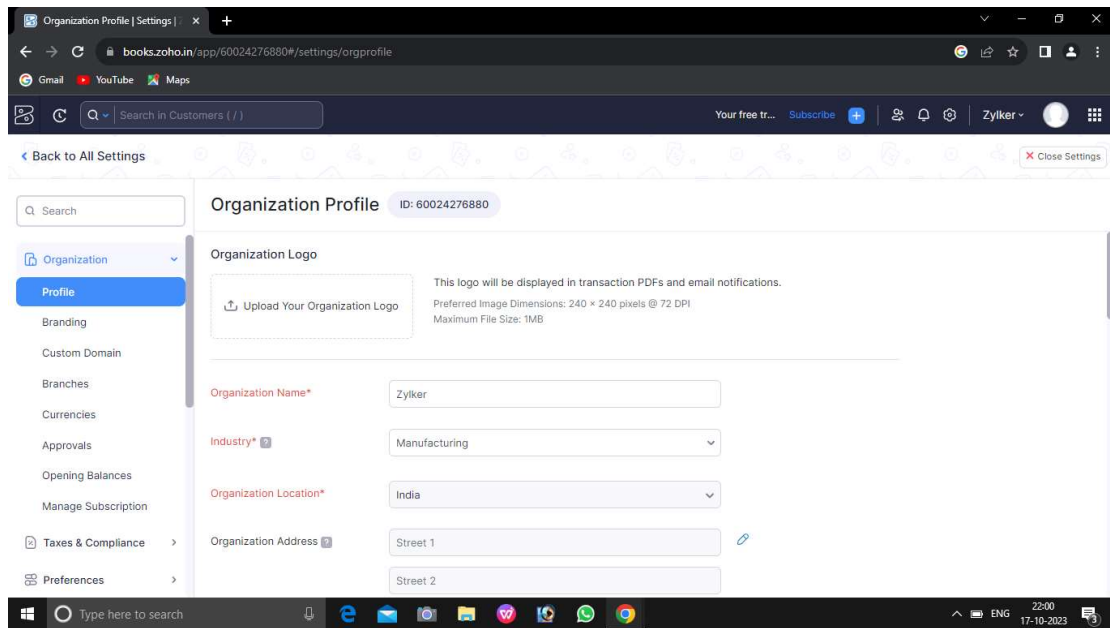 Organization Profile | Settings |
books.zoho.in/app/60024276880#/settings/orgprofile
Gmail YouTube Maps
Search in Customers ( / ) Your free tr... Subscribe Zylker
Back to All Settings Close Settings
Search
Organization Profile ID: 60024276880
Organization
Profile
Branding
Custom Domain
Branches
Currencies
Approvals
Opening Balances
Manage Subscription
Taxes & Compliance
Preferences
Organization Logo
Upload Your Organization Logo
This logo will be displayed in transaction PDFs and email notifications.
Preferred Image Dimensions: 240 × 240 pixels @ 72 DPI
Maximum File Size: 1MB
Organization Name* Zylker
Industry* ? Manufacturing
Organization Location* India
Organization Address ? Street 1
Street 2
Type here to search
ENG 22:00
17-10-2023
3